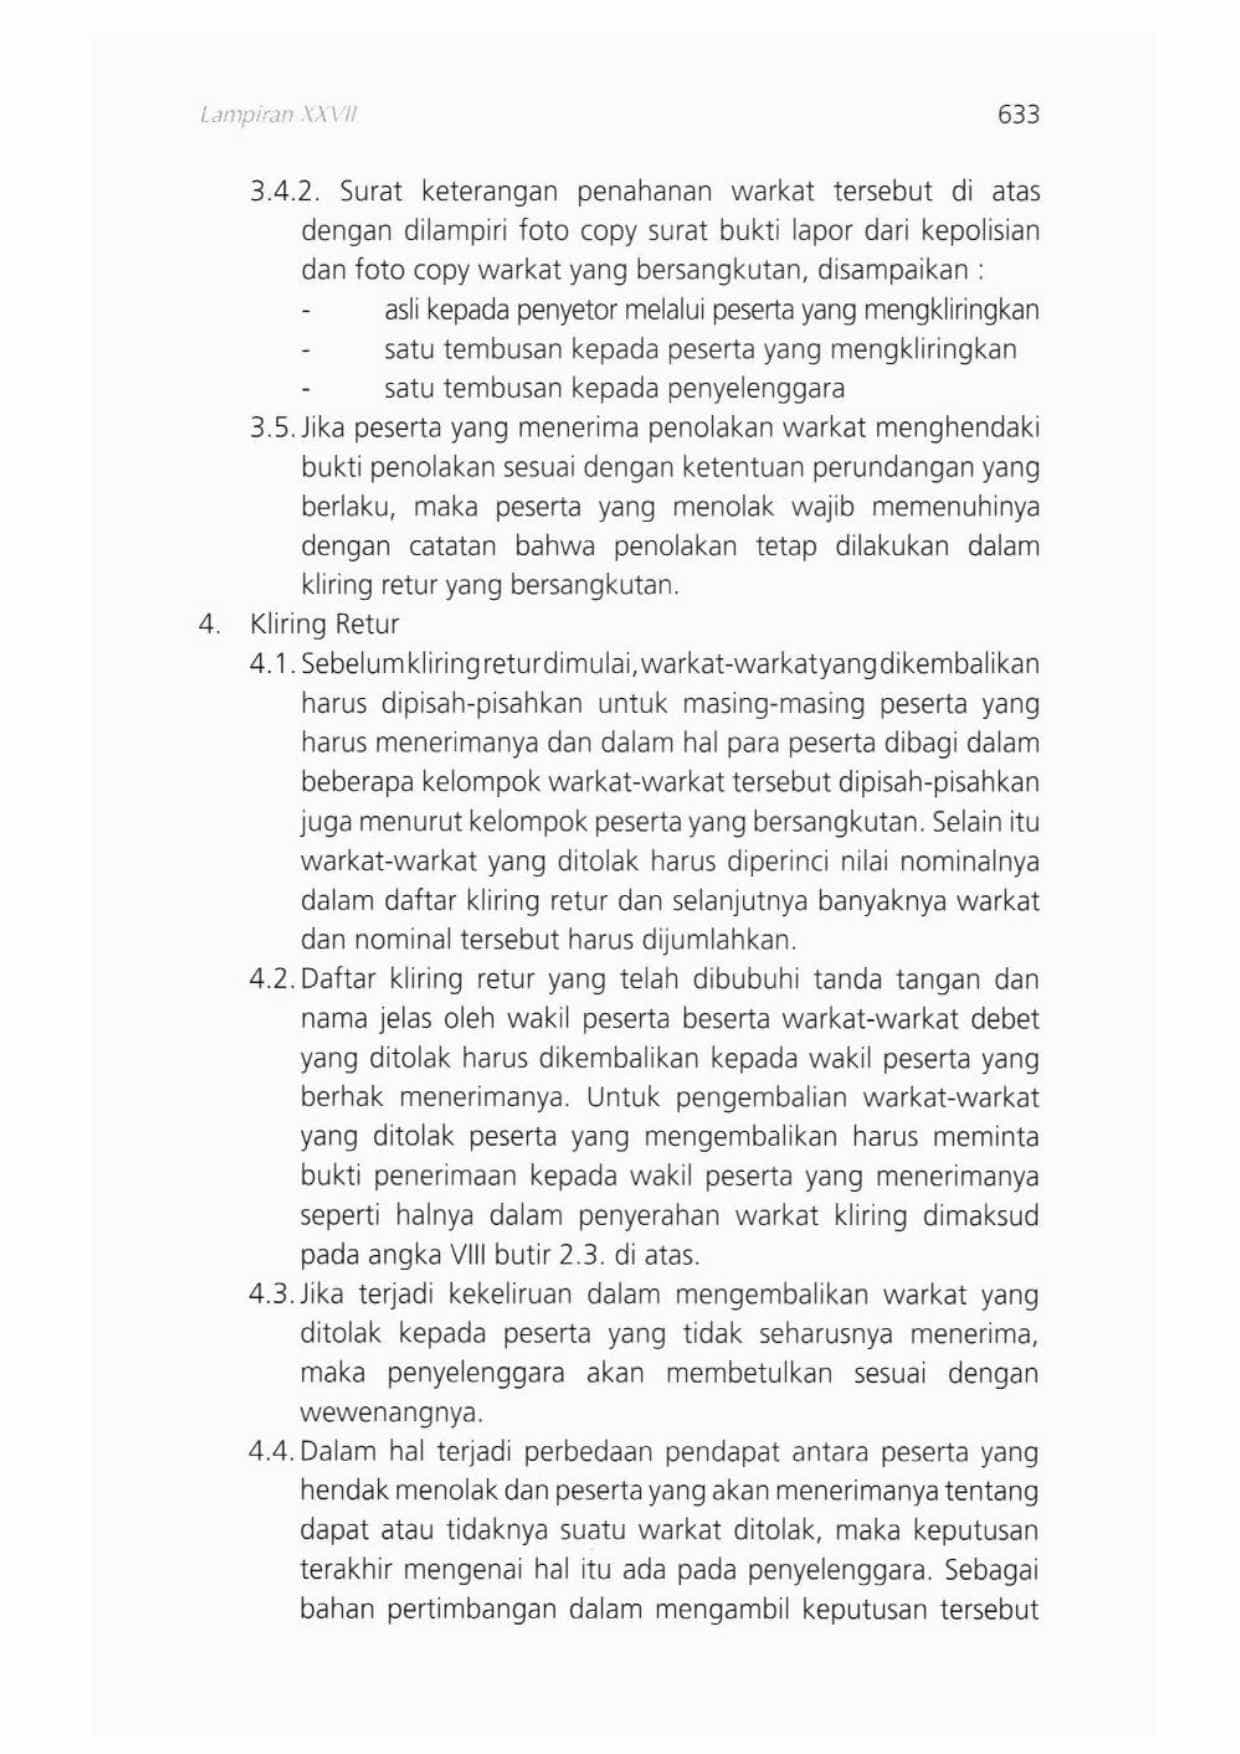 Lampiran XXVII 633
3.4.2. Surat keterangan penahanan warkat tersebut di atas
dengan dilampiri foto copy surat bukti lapor dari kepolisian
dan foto copy warkat yang bersangkutan, disampaikan :
- asli kepada penyetor melalui peserta yang mengkliringkan
- satu tembusan kepada peserta yang mengkliringkan
- satu tembusan kepada penyelenggara
3.5. Jika peserta yang menerima penolakan warkat menghendaki
bukti penolakan sesuai dengan ketentuan perundangan yang
berlaku, maka peserta yang menolak wajib memenuhinya
dengan catatan bahwa penolakan tetap dilakukan dalam
kliring retur yang bersangkutan.
4. Kliring Retur
4.1. Sebelum kliring retur dimulai, warkat-warkat yang dikembalikan
harus dipisah-pisahkan untuk masing-masing peserta yang
harus menerimanya dan dalam hal para peserta dibagi dalam
beberapa kelompok warkat-warkat tersebut dipisah-pisahkan
juga menurut kelompok peserta yang bersangkutan. Selain itu
warkat-warkat yang ditolak harus diperinci nilai nominalnya
dalam daftar kliring retur dan selanjutnya banyaknya warkat
dan nominal tersebut harus dijumlahkan.
4.2. Daftar kliring retur yang telah dibubuhi tanda tangan dan
nama jelas oleh wakil peserta beserta warkat-warkat debet
yang ditolak harus dikembalikan kepada wakil peserta yang
berhak menerimanya. Untuk pengembalian warkat-warkat
yang ditolak peserta yang mengembalikan harus meminta
bukti penerimaan kepada wakil peserta yang menerimanya
seperti halnya dalam penyerahan warkat kliring dimaksud
pada angka VIII butir 2.3. di atas.
4.3. Jika terjadi kekeliruan dalam mengembalikan warkat yang
ditolak kepada peserta yang tidak seharusnya menerima,
maka penyelenggara akan membetulkan sesuai dengan
wewenangnya.
4.4. Dalam hal terjadi perbedaan pendapat antara peserta yang
hendak menolak dan peserta yang akan menerimanya tentang
dapat atau tidaknya suatu warkat ditolak, maka keputusan
terakhir mengenai hal itu ada pada penyelenggara. Sebagai
bahan pertimbangan dalam mengambil keputusan tersebut